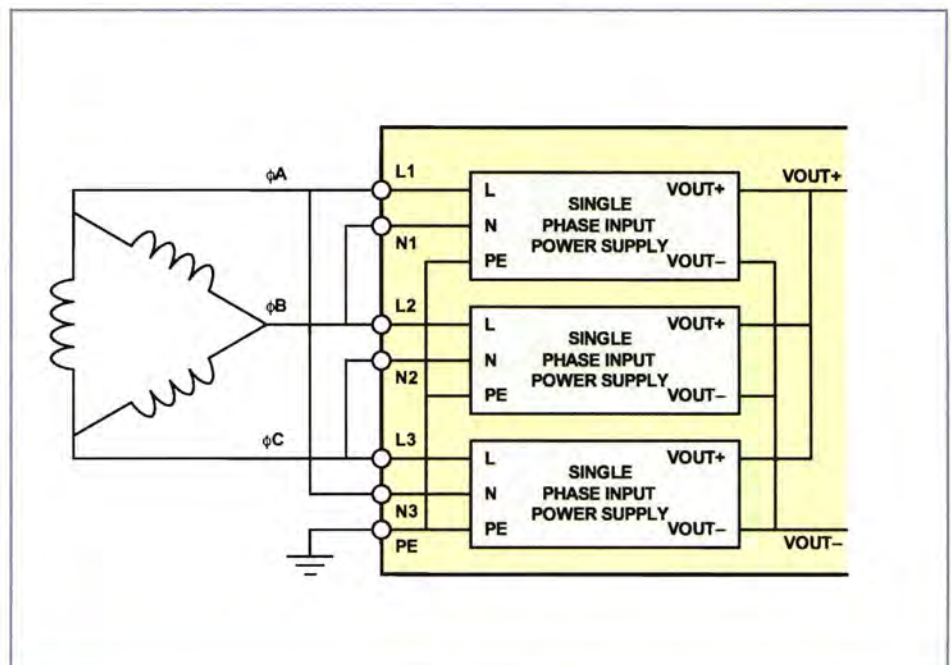 φA
φB
φC
L1
N1
L2
N2
L3
N3
PE
L
N
PE
SINGLE
PHASE INPUT
POWER SUPPLY
VOUT+
VOUT–
L
N
PE
SINGLE
PHASE INPUT
POWER SUPPLY
VOUT+
VOUT–
L
N
PE
SINGLE
PHASE INPUT
POWER SUPPLY
VOUT+
VOUT–
VOUT+
VOUT–